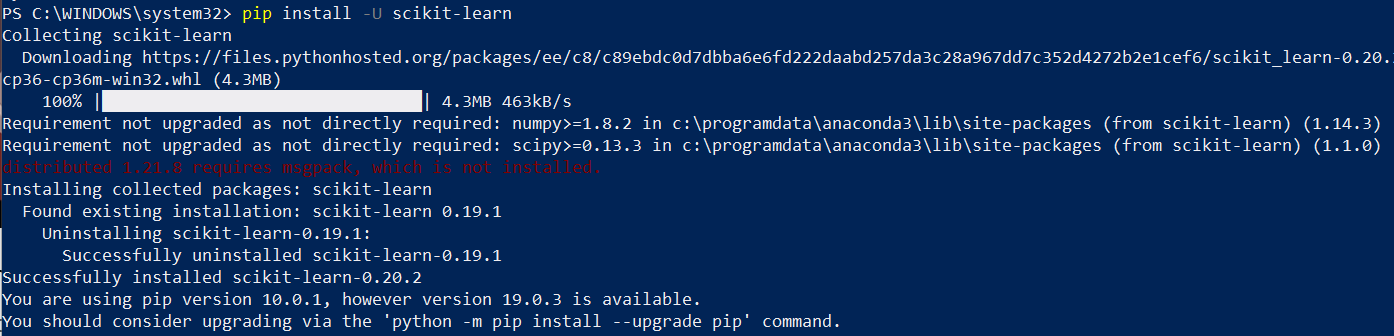 PS C:\WINDOWS\system32> pip install -U scikit-learn
Collecting scikit-learn
Downloading https://files.pythonhosted.org/packages/ee/c8/c89ebdc0d7dbba6e6fd222daabd257da3c28a967dd7c352d4272b2e1cef6/scikit_learn-0.20.
cp36-cp36m-win32.whl (4.3MB)
100% |████████████████████████████████| 4.3MB 463kB/s
Requirement not upgraded as not directly required: numpy>=1.8.2 in c:\programdata\anaconda3\lib\site-packages (from scikit-learn) (1.14.3)
Requirement not upgraded as not directly required: scipy>=0.13.3 in c:\programdata\anaconda3\lib\site-packages (from scikit-learn) (1.1.0)
distributed 1.21.8 requires msgpack, which is not installed.
Installing collected packages: scikit-learn
Found existing installation: scikit-learn 0.19.1
Uninstalling scikit-learn-0.19.1:
Successfully uninstalled scikit-learn-0.19.1
Successfully installed scikit-learn-0.20.2
You are using pip version 10.0.1, however version 19.0.3 is available.
You should consider upgrading via the 'python -m pip install --upgrade pip' command.